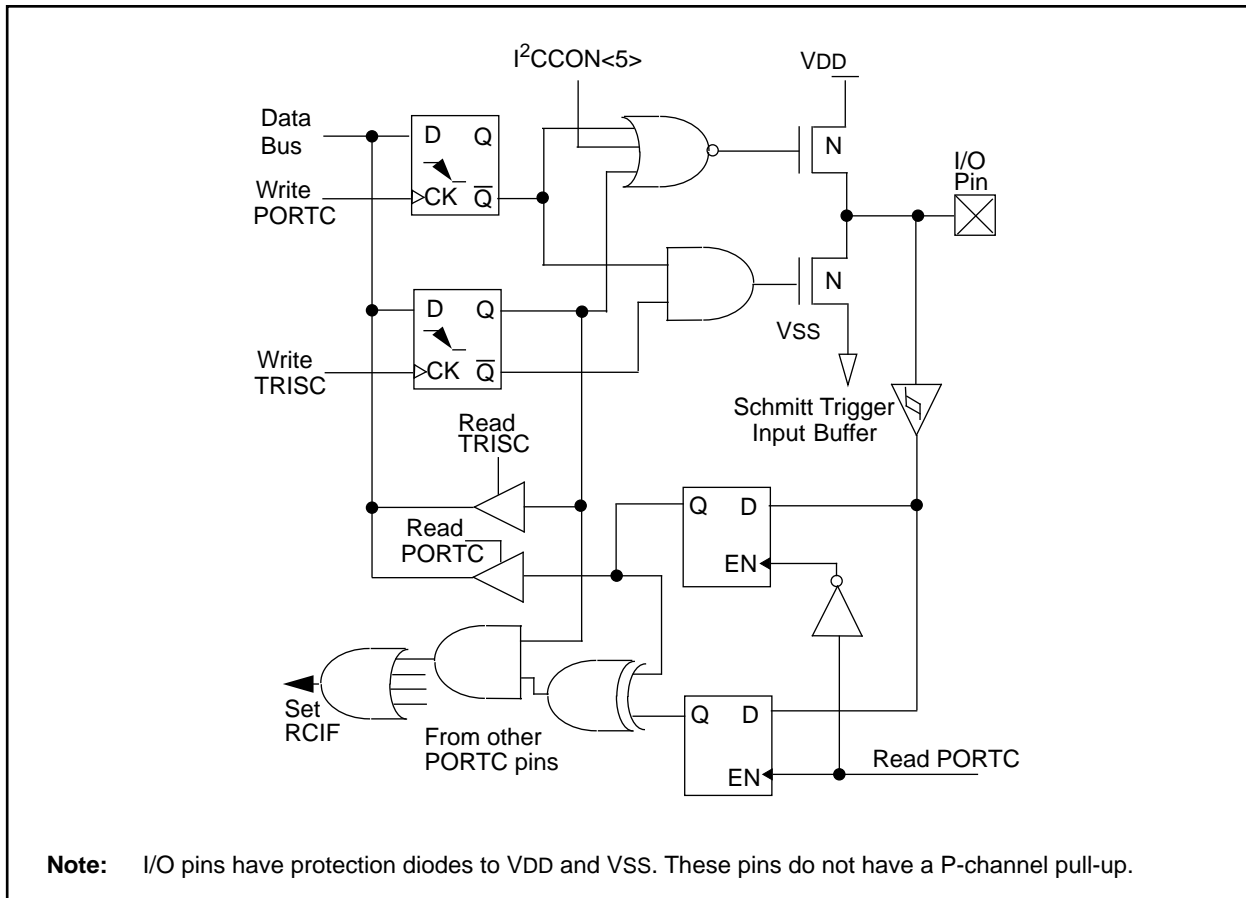 I²CCON<5>
VDD
Data
Bus
D Q
N
I/O
Pin
Write
PORTC
CK Q̅
D Q
N
VSS
Write
TRISC
CK Q̅
Schmitt Trigger
Input Buffer
Read
TRISC
Q D
Read
PORTC
EN
Set
RCIF
From other
PORTC pins
Q D
Read PORTC
EN
Note: I/O pins have protection diodes to VDD and VSS. These pins do not have a P-channel pull-up.